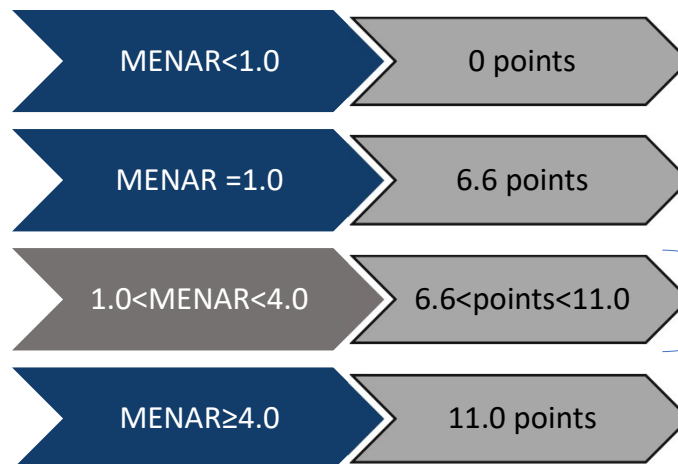 MENAR<1.0 0 points
MENAR =1.0 6.6 points
1.0<MENAR<4.0 6.6<points<11.0
MENAR≥4.0 11.0 points